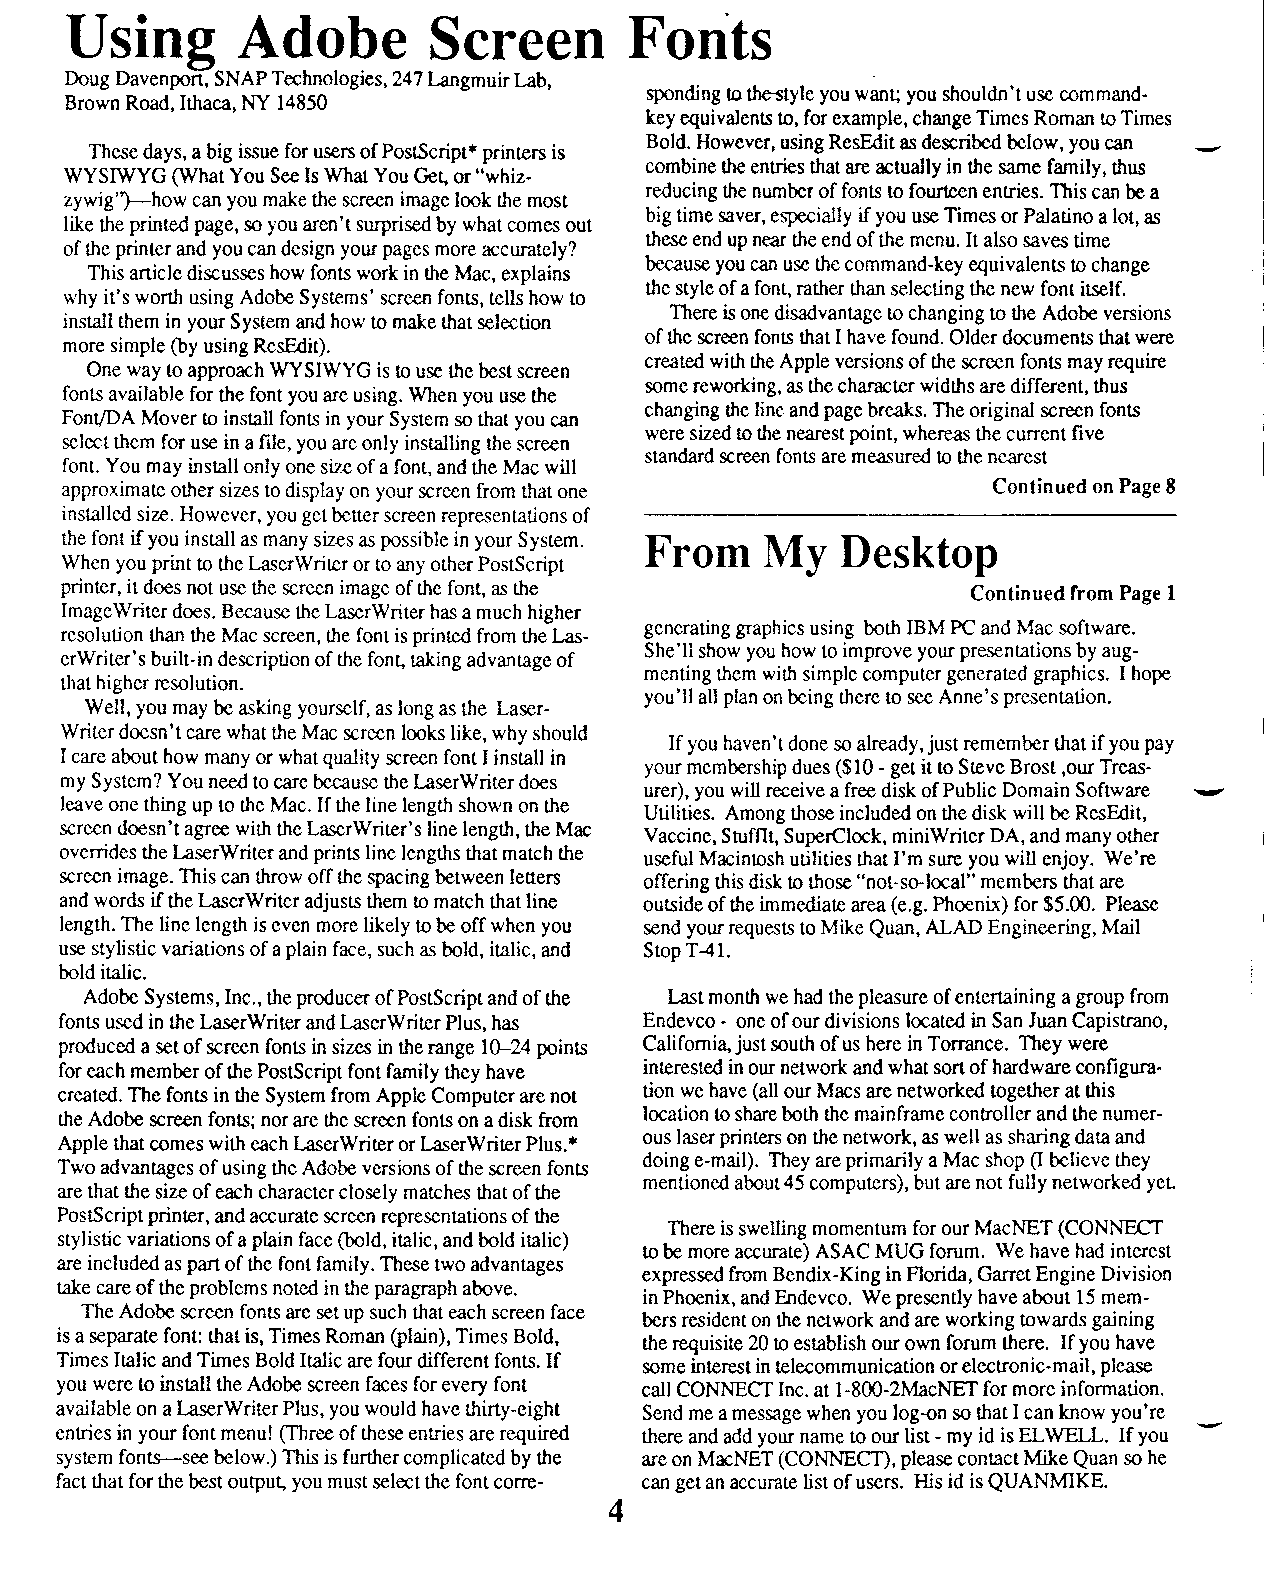 Using Adobe Screen Fonts
Doug Davenport, SNAP Technologies, 247 Langmuir Lab,
Brown Road, Ithaca, NY 14850
These days, a big issue for users of PostScript* printers is
WYSIWYG (What You See Is What You Get, or "whiz-
zywig")—how can you make the screen image look the most
like the printed page, so you aren't surprised by what comes out
of the printer and you can design your pages more accurately?
This article discusses how fonts work in the Mac, explains
why it's worth using Adobe Systems' screen fonts, tells how to
install them in your System and how to make that selection
more simple (by using ResEdit).
One way to approach WYSIWYG is to use the best screen
fonts available for the font you are using. When you use the
Font/DA Mover to install fonts in your System so that you can
select them for use in a file, you are only installing the screen
font. You may install only one size of a font, and the Mac will
approximate other sizes to display on your screen from that one
installed size. However, you get better screen representations of
the font if you install as many sizes as possible in your System.
When you print to the LaserWriter or to any other PostScript
printer, it does not use the screen image of the font, as the
ImageWriter does. Because the LaserWriter has a much higher
resolution than the Mac screen, the font is printed from the Las-
erWriter's built-in description of the font, taking advantage of
that higher resolution.
Well, you may be asking yourself, as long as the Laser-
Writer doesn't care what the Mac screen looks like, why should
I care about how many or what quality screen font I install in
my System? You need to care because the LaserWriter does
leave one thing up to the Mac. If the line length shown on the
screen doesn't agree with the LaserWriter's line length, the Mac
overrides the LaserWriter and prints line lengths that match the
screen image. This can throw off the spacing between letters
and words if the LaserWriter adjusts them to match that line
length. The line length is even more likely to be off when you
use stylistic variations of a plain face, such as bold, italic, and
bold italic.
Adobe Systems, Inc., the producer of PostScript and of the
fonts used in the LaserWriter and LaserWriter Plus, has
produced a set of screen fonts in sizes in the range 10–24 points
for each member of the PostScript font family they have
created. The fonts in the System from Apple Computer are not
the Adobe screen fonts; nor are the screen fonts on a disk from
Apple that comes with each LaserWriter or LaserWriter Plus.*
Two advantages of using the Adobe versions of the screen fonts
are that the size of each character closely matches that of the
PostScript printer, and accurate screen representations of the
stylistic variations of a plain face (bold, italic, and bold italic)
are included as part of the font family. These two advantages
take care of the problems noted in the paragraph above.
The Adobe screen fonts are set up such that each screen face
is a separate font: that is, Times Roman (plain), Times Bold,
Times Italic and Times Bold Italic are four different fonts. If
you were to install the Adobe screen faces for every font
available on a LaserWriter Plus, you would have thirty-eight
entries in your font menu! (Three of these entries are required
system fonts—see below.) This is further complicated by the
fact that for the best output, you must select the font corre-
sponding to the style you want; you shouldn't use command-
key equivalents to, for example, change Times Roman to Times
Bold. However, using ResEdit as described below, you can
combine the entries that are actually in the same family, thus
reducing the number of fonts to fourteen entries. This can be a
big time saver, especially if you use Times or Palatino a lot, as
these end up near the end of the menu. It also saves time
because you can use the command-key equivalents to change
the style of a font, rather than selecting the new font itself.
There is one disadvantage to changing to the Adobe versions
of the screen fonts that I have found. Older documents that were
created with the Apple versions of the screen fonts may require
some reworking, as the character widths are different, thus
changing the line and page breaks. The original screen fonts
were sized to the nearest point, whereas the current five
standard screen fonts are measured to the nearest
Continued on Page 8
From My Desktop
Continued from Page 1
generating graphics using both IBM PC and Mac software.
She'll show you how to improve your presentations by aug-
menting them with simple computer generated graphics. I hope
you'll all plan on being there to see Anne's presentation.
If you haven't done so already, just remember that if you pay
your membership dues ($10 - get it to Steve Brost ,our Treas-
urer), you will receive a free disk of Public Domain Software
Utilities. Among those included on the disk will be ResEdit,
Vaccine, StuffIt, SuperClock, miniWriter DA, and many other
useful Macintosh utilities that I'm sure you will enjoy. We're
offering this disk to those "not-so-local" members that are
outside of the immediate area (e.g. Phoenix) for $5.00. Please
send your requests to Mike Quan, ALAD Engineering, Mail
Stop T-41.
Last month we had the pleasure of entertaining a group from
Endevco - one of our divisions located in San Juan Capistrano,
California, just south of us here in Torrance. They were
interested in our network and what sort of hardware configura-
tion we have (all our Macs are networked together at this
location to share both the mainframe controller and the numer-
ous laser printers on the network, as well as sharing data and
doing e-mail). They are primarily a Mac shop (I believe they
mentioned about 45 computers), but are not fully networked yet.
There is swelling momentum for our MacNET (CONNECT
to be more accurate) ASAC MUG forum. We have had interest
expressed from Bendix-King in Florida, Garret Engine Division
in Phoenix, and Endevco. We presently have about 15 mem-
bers resident on the network and are working towards gaining
the requisite 20 to establish our own forum there. If you have
some interest in telecommunication or electronic-mail, please
call CONNECT Inc. at 1-800-2MacNET for more information.
Send me a message when you log-on so that I can know you're
there and add your name to our list - my id is ELWELL. If you
are on MacNET (CONNECT), please contact Mike Quan so he
can get an accurate list of users. His id is QUANMIKE.
4